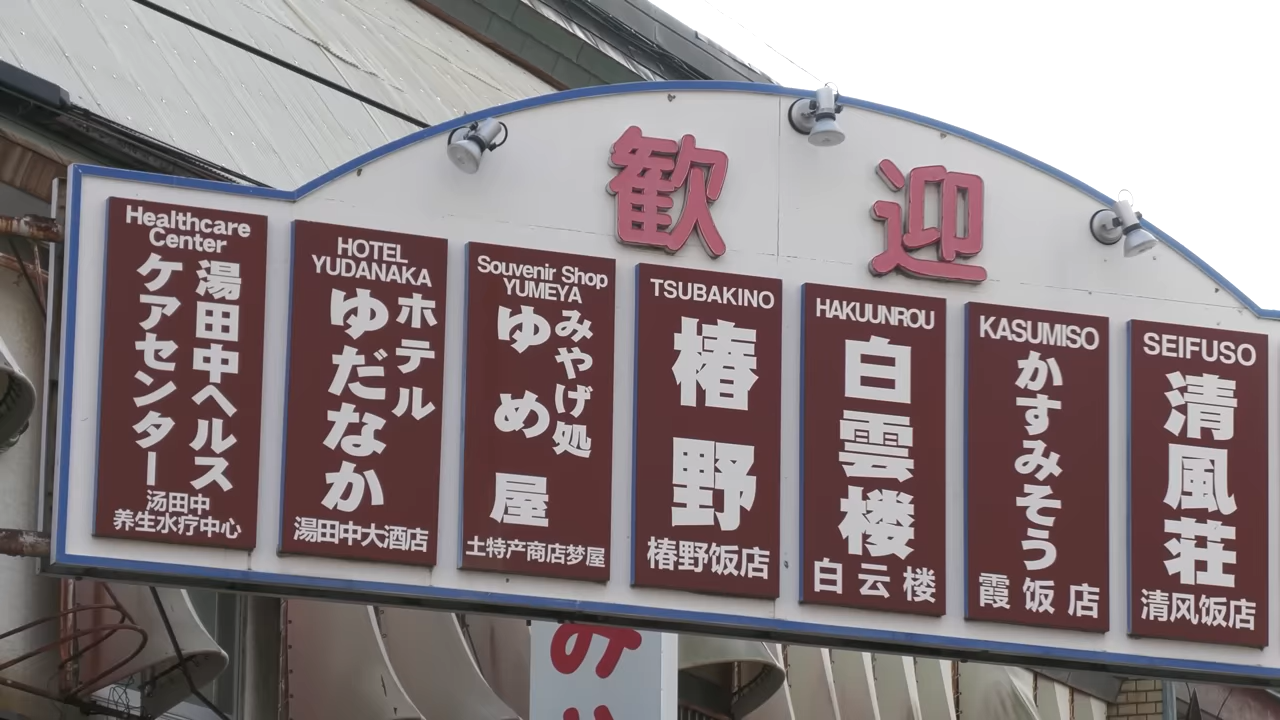 歓迎
Healthcare
Center
湯田中ヘルス
ケアセンター
汤田中
养生水疗中心
HOTEL
YUDANAKA
ホテル
ゆだなか
湯田中大酒店
Souvenir Shop
YUMEYA
みやげ処
ゆめ屋
土特产商店梦屋
TSUBAKINO
椿野
椿野饭店
HAKUUNROU
白雲楼
白云楼
KASUMISO
かすみそう
霞饭店
SEIFUSO
清風荘
清风饭店
み